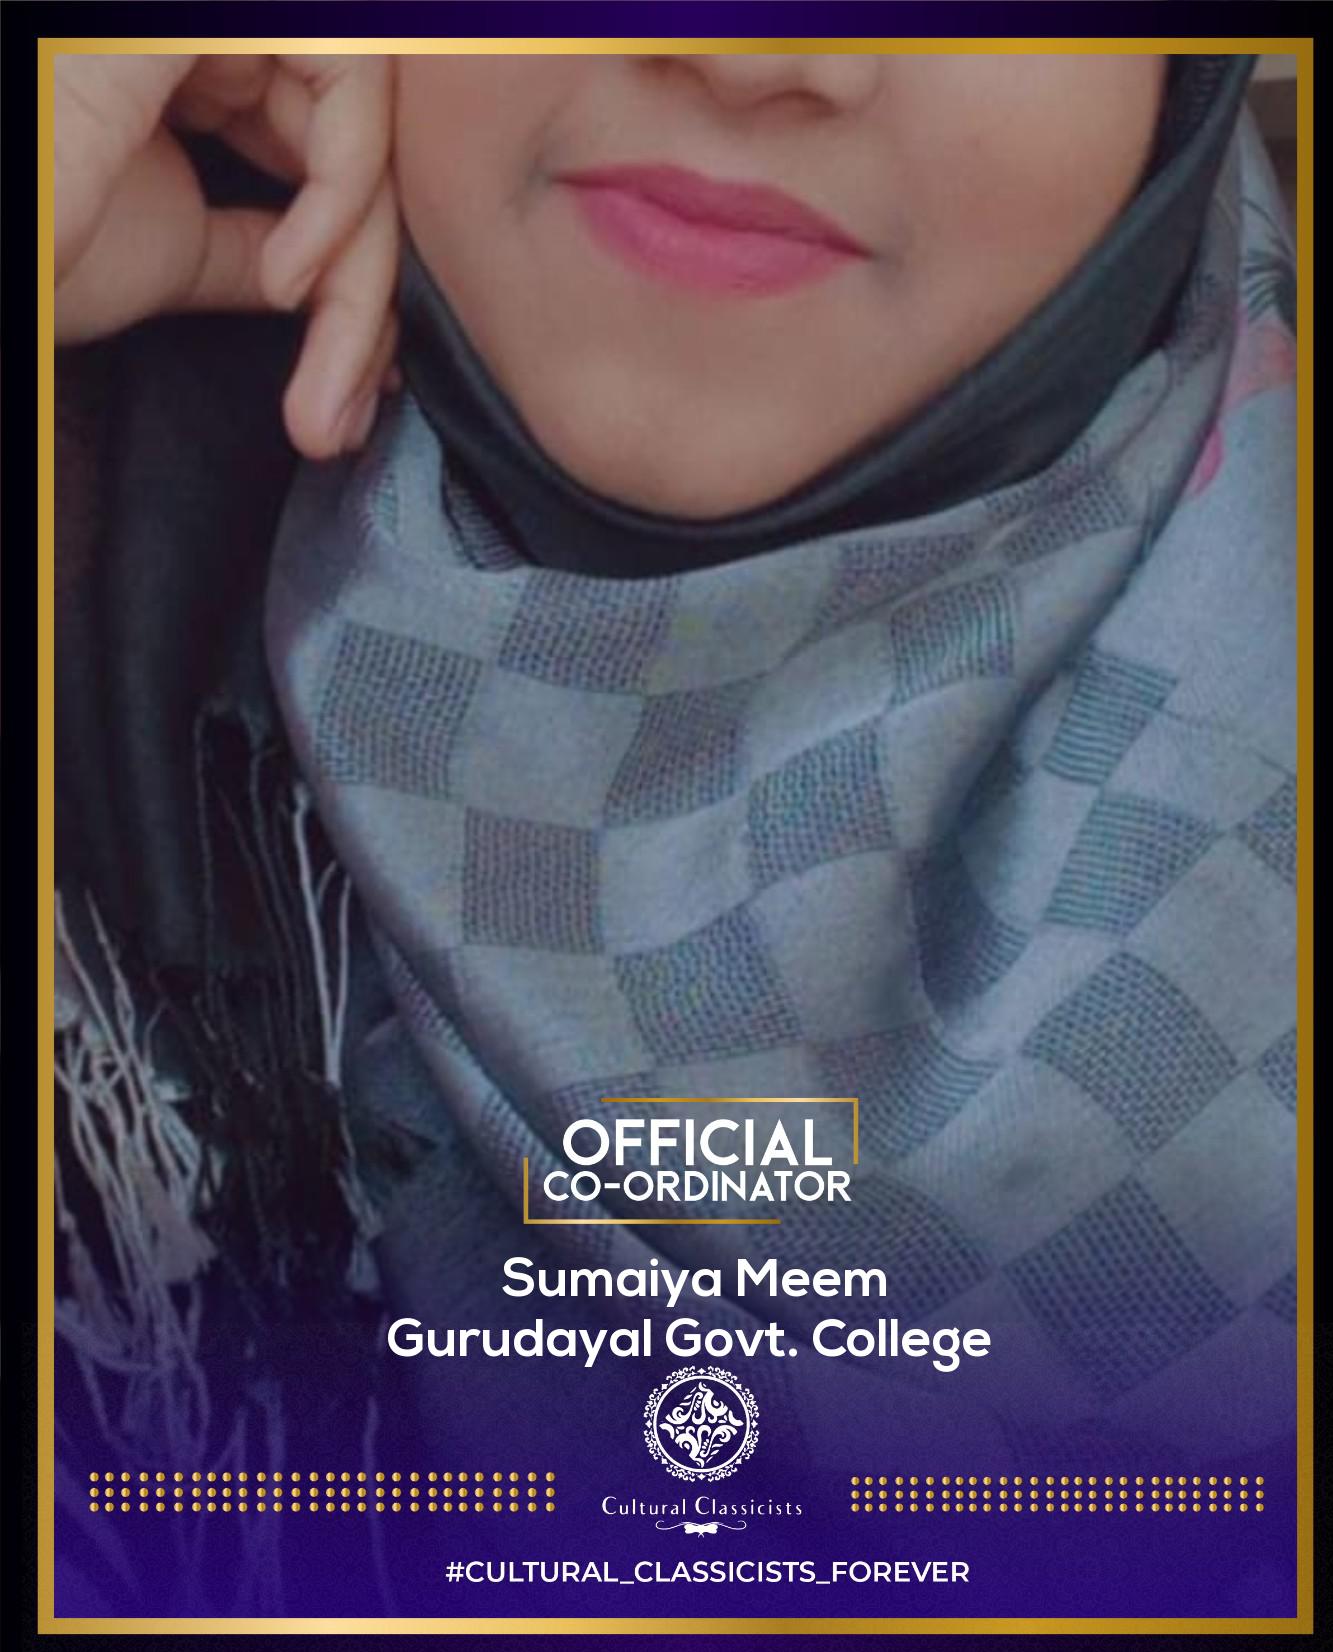 OFFICIAL
CO-ORDINATOR
Sumaiya Meem
Gurudayal Govt. College
Cultural Classicists
#CULTURAL_CLASSICISTS_FOREVER